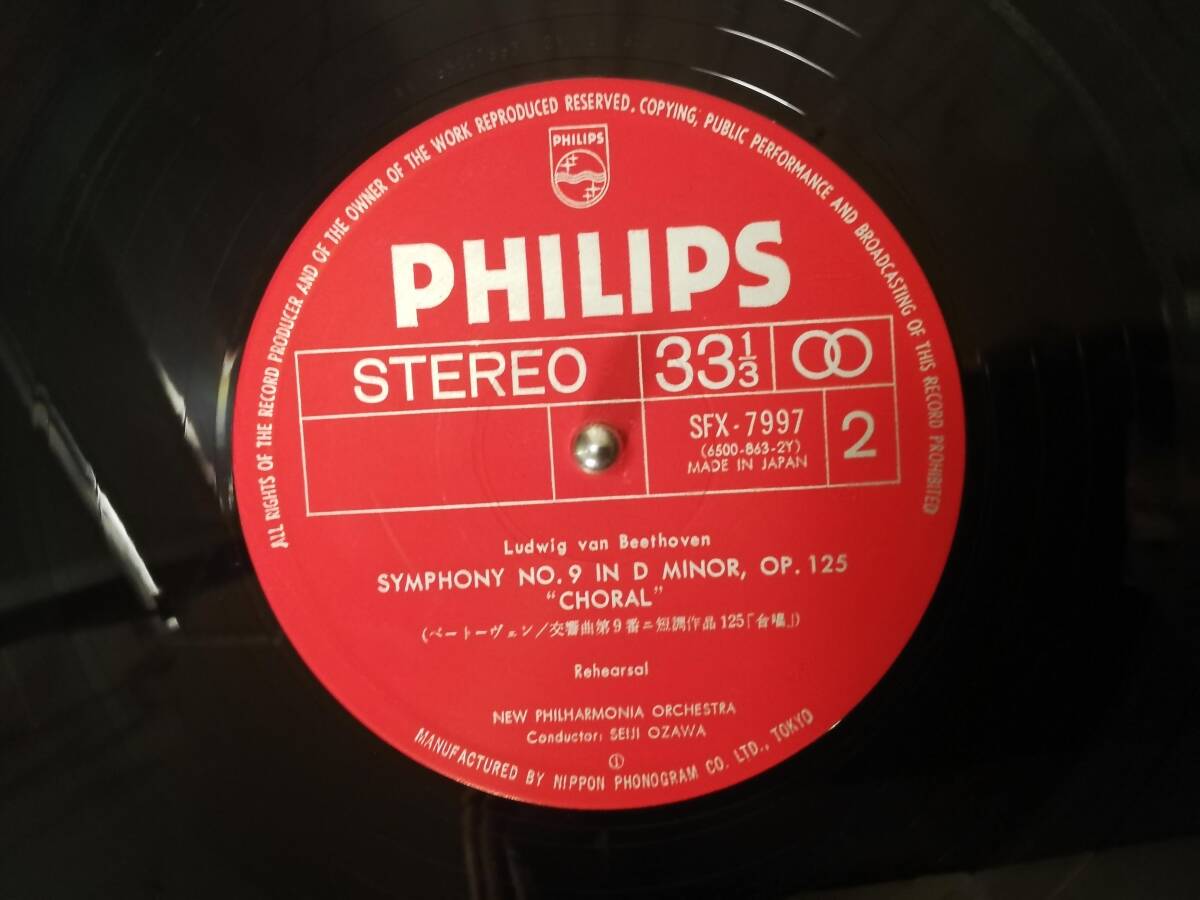 ALL RIGHTS OF THE RECORD PRODUCER AND OF THE OWNER OF THE WORK REPRODUCED RESERVED. COPYING, PUBLIC PERFORMANCE AND BROADCASTING OF THIS RECORD PROHIBITED
PHILIPS
PHILIPS
STEREO 33 1/3
SFX-7997
(6500-863-2Y)
MADE IN JAPAN
2
Ludwig van Beethoven
SYMPHONY NO. 9 IN D MINOR, OP. 125
"CHORAL"
(ベートーヴェン/交響曲第9番ニ短調作品125「合唱」)
Rehearsal
NEW PHILHARMONIA ORCHESTRA
Conductor: SEIJI OZAWA
①
MANUFACTURED BY NIPPON PHONOGRAM CO. LTD., TOKYO